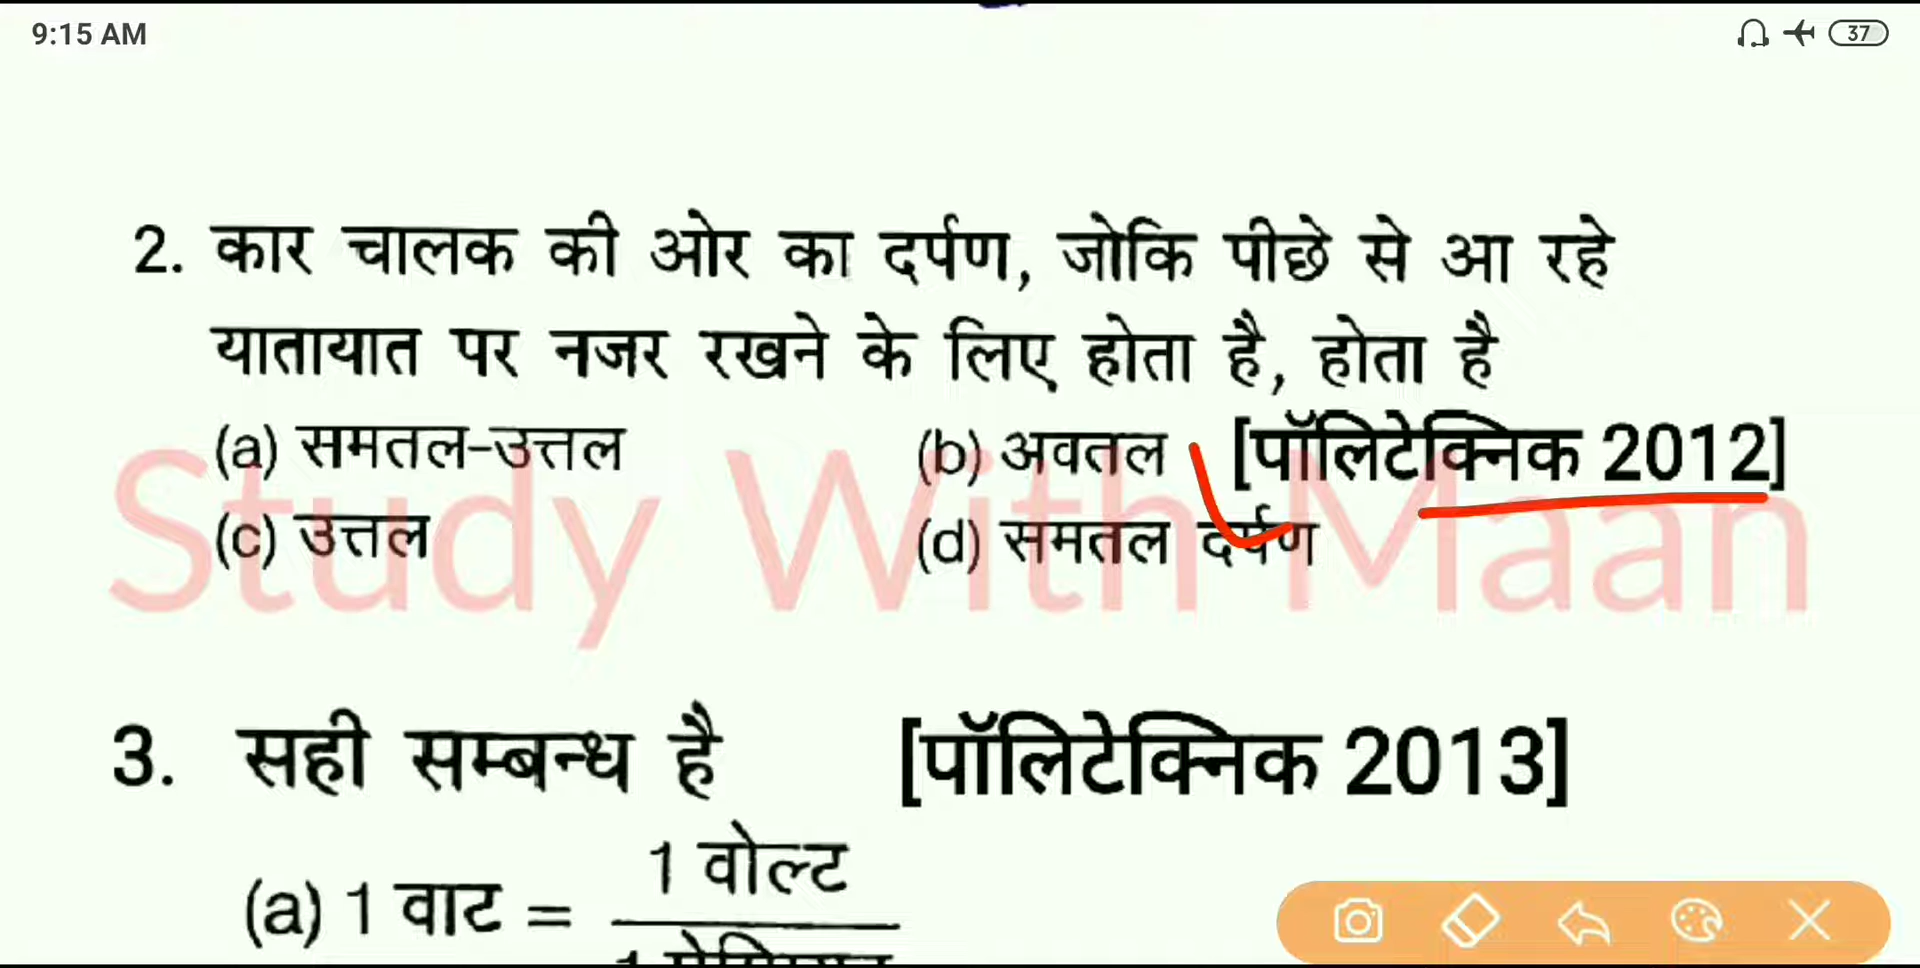 9:15 AM
37
2. कार चालक की ओर का दर्पण, जोकि पीछे से आ रहे
यातायात पर नजर रखने के लिए होता है, होता है
(a) समतल-उत्तल (b) अवतल [पॉलिटेक्निक 2012]
(c) उत्तल (d) समतल दर्पण
Study With Maan
3. सही सम्बन्ध है [पॉलिटेक्निक 2013]
1 वोल्ट
(a) 1 वाट =